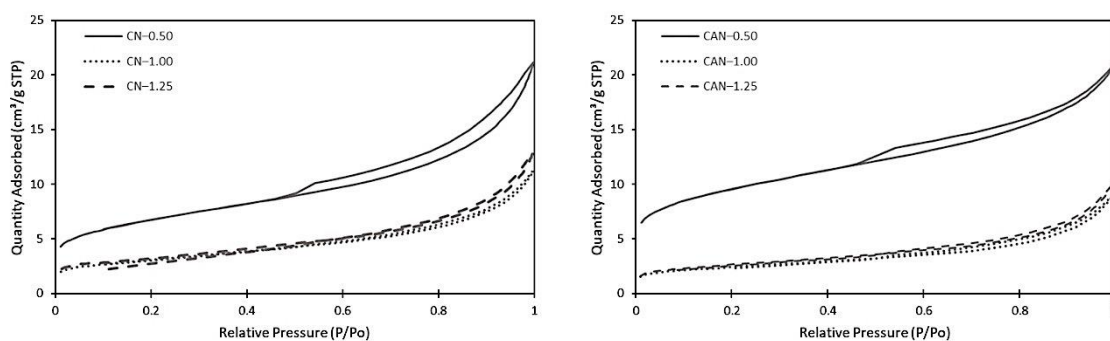 25
20
15
10
5
0
Quantity Adsorbed (cm³/g STP)
CN–0.50
CN–1.00
CN–1.25
0
0.2
0.4
0.6
0.8
1
Relative Pressure (P/Po)
25
20
15
10
5
0
Quantity Adsorbed (cm³/g STP)
CAN–0.50
CAN–1.00
CAN–1.25
0
0.2
0.4
0.6
0.8
1
Relative Pressure (P/Po)